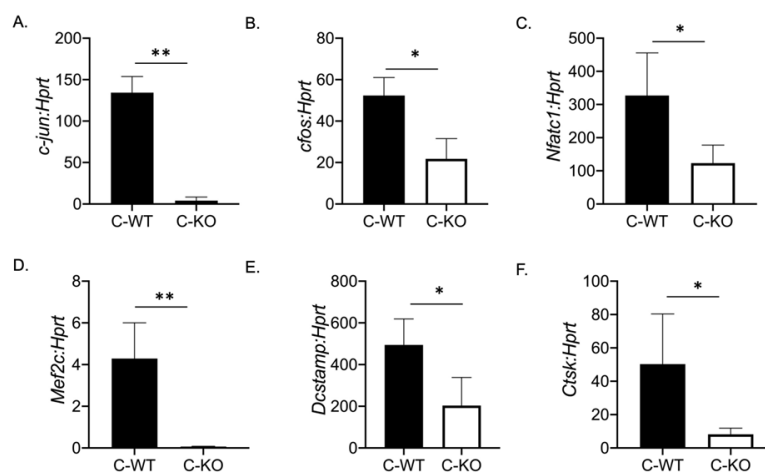 A.
c-jun:Hprt
200
150
100
50
0
**
C-WT C-KO
B.
cfos:Hprt
80
60
40
20
0
*
C-WT C-KO
C.
Nfatc1:Hprt
500
400
300
200
100
0
*
C-WT C-KO
D.
Mef2c:Hprt
8
6
4
2
0
**
C-WT C-KO
E.
Dcstamp:Hprt
800
600
400
200
0
*
C-WT C-KO
F.
Ctsk:Hprt
100
80
60
40
20
0
*
C-WT C-KO